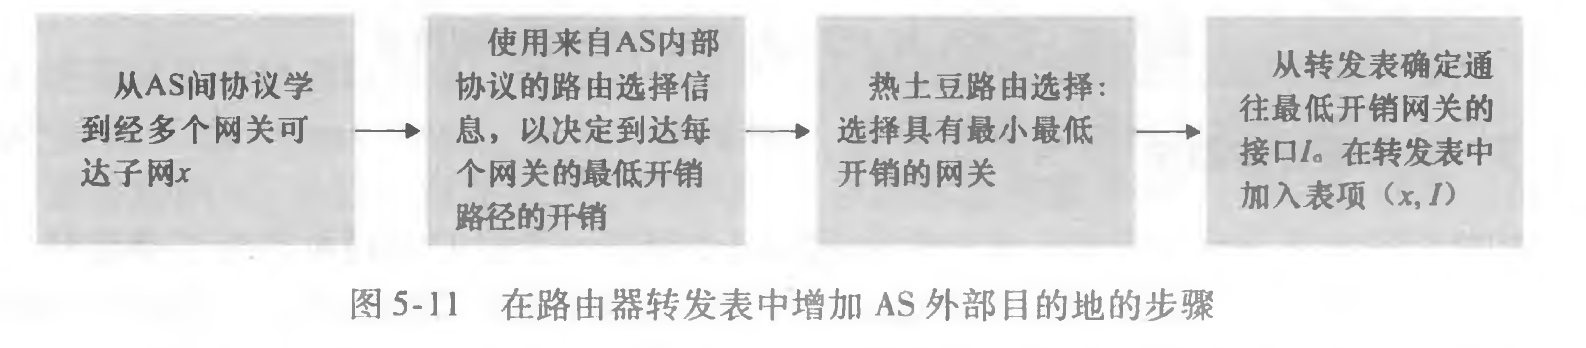 从AS间协议学
到经多个网关可
达子网x
使用来自AS内部
协议的路由选择信
息，以决定到达每
个网关的最低开销
路径的开销
热土豆路由选择：
选择具有最小最低
开销的网关
从转发表确定通
往最低开销网关的
接口I。在转发表中
加入表项（x, I）
图 5-11 在路由器转发表中增加 AS 外部目的地的步骤